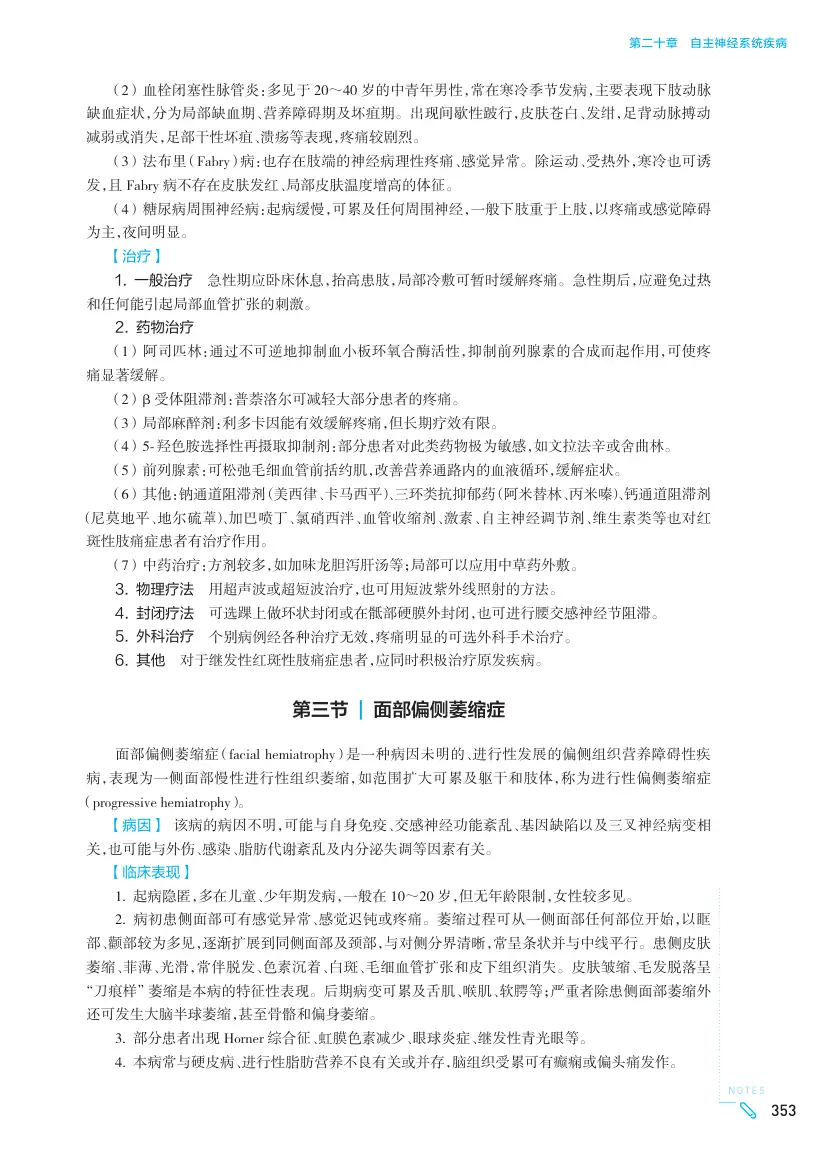 第二十章 自主神经系统疾病
（2）血栓闭塞性脉管炎：多见于 20～40 岁的中青年男性，常在寒冷季节发病，主要表现下肢动脉
缺血症状，分为局部缺血期、营养障碍期及坏疽期。出现间歇性跛行，皮肤苍白、发绀，足背动脉搏动
减弱或消失，足部干性坏疽、溃疡等表现，疼痛较剧烈。
（3）法布里（Fabry）病：也存在肢端的神经病理性疼痛、感觉异常。除运动、受热外，寒冷也可诱
发，且 Fabry 病不存在皮肤发红、局部皮肤温度增高的体征。
（4）糖尿病周围神经病：起病缓慢，可累及任何周围神经，一般下肢重于上肢，以疼痛或感觉障碍
为主，夜间明显。
【治疗】
1. 一般治疗 急性期应卧床休息，抬高患肢，局部冷敷可暂时缓解疼痛。急性期后，应避免过热
和任何能引起局部血管扩张的刺激。
2. 药物治疗
（1）阿司匹林：通过不可逆地抑制血小板环氧合酶活性，抑制前列腺素的合成而起作用，可使疼
痛显著缓解。
（2）β 受体阻滞剂：普萘洛尔可减轻大部分患者的疼痛。
（3）局部麻醉剂：利多卡因能有效缓解疼痛，但长期疗效有限。
（4）5-羟色胺选择性再摄取抑制剂：部分患者对此类药物极为敏感，如文拉法辛或舍曲林。
（5）前列腺素：可松弛毛细血管前括约肌，改善营养通路内的血液循环，缓解症状。
（6）其他：钠通道阻滞剂（美西律、卡马西平）、三环类抗抑郁药（阿米替林、丙米嗪）、钙通道阻滞剂
（尼莫地平、地尔硫䓬）、加巴喷丁、氯硝西泮、血管收缩剂、激素、自主神经调节剂、维生素类等也对红
斑性肢痛症患者有治疗作用。
（7）中药治疗：方剂较多，如加味龙胆泻肝汤等；局部可以应用中草药外敷。
3. 物理疗法 用超声波或超短波治疗，也可用短波紫外线照射的方法。
4. 封闭疗法 可选踝上做环状封闭或在骶部硬膜外封闭，也可进行腰交感神经节阻滞。
5. 外科治疗 个别病例经各种治疗无效，疼痛明显的可选外科手术治疗。
6. 其他 对于继发性红斑性肢痛症患者，应同时积极治疗原发疾病。
第三节 | 面部偏侧萎缩症
面部偏侧萎缩症（facial hemiatrophy）是一种病因未明的、进行性发展的偏侧组织营养障碍性疾
病，表现为一侧面部慢性进行性组织萎缩，如范围扩大可累及躯干和肢体，称为进行性偏侧萎缩症
（progressive hemiatrophy）。
【病因】 该病的病因不明，可能与自身免疫、交感神经功能紊乱、基因缺陷以及三叉神经病变相
关，也可能与外伤、感染、脂肪代谢紊乱及内分泌失调等因素有关。
【临床表现】
1. 起病隐匿，多在儿童、少年期发病，一般在 10～20 岁，但无年龄限制，女性较多见。
2. 病初患侧面部可有感觉异常、感觉迟钝或疼痛。萎缩过程可从一侧面部任何部位开始，以眶
部、颧部较为多见，逐渐扩展到同侧面部及颈部，与对侧分界清晰，常呈条状并与中线平行。患侧皮肤
萎缩、菲薄、光滑，常伴脱发、色素沉着、白斑、毛细血管扩张和皮下组织消失。皮肤皱缩、毛发脱落呈
“刀痕样”萎缩是本病的特征性表现。后期病变可累及舌肌、喉肌、软腭等；严重者除患侧面部萎缩外
还可发生大脑半球萎缩，甚至骨骼和偏身萎缩。
3. 部分患者出现 Horner 综合征、虹膜色素减少、眼球炎症、继发性青光眼等。
4. 本病常与硬皮病、进行性脂肪营养不良有关或并存，脑组织受累可有癫痫或偏头痛发作。
NOTES
353